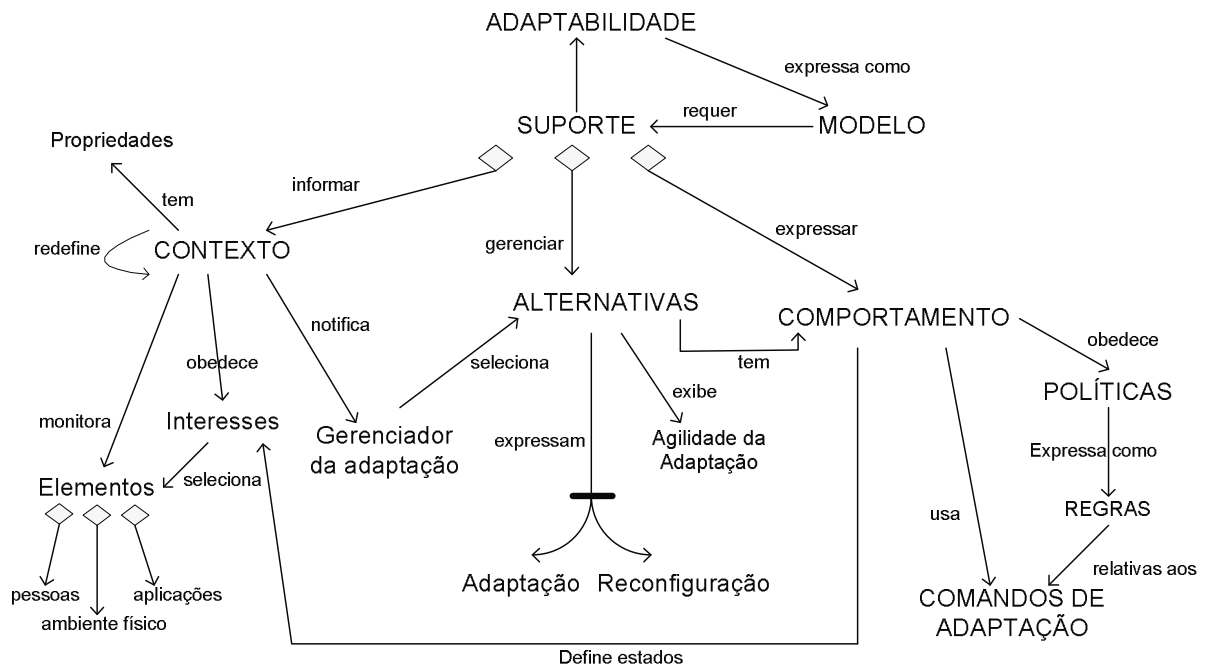 ADAPTABILIDADE
expressa como
requer
SUPORTE
MODELO
Propriedades
informar
tem
expressar
redefine
CONTEXTO
gerenciar
ALTERNATIVAS
COMPORTAMENTO
notifica
obedece
seleciona
tem
obedece
exibe
POLÍTICAS
monitora
Interesses
Gerenciador
da adaptação
expressam
Agilidade da
Adaptação
Expressa como
Elementos
seleciona
REGRAS
usa
relativas aos
Adaptação
Reconfiguração
pessoas
aplicações
ambiente físico
COMANDOS DE
ADAPTAÇÃO
Define estados